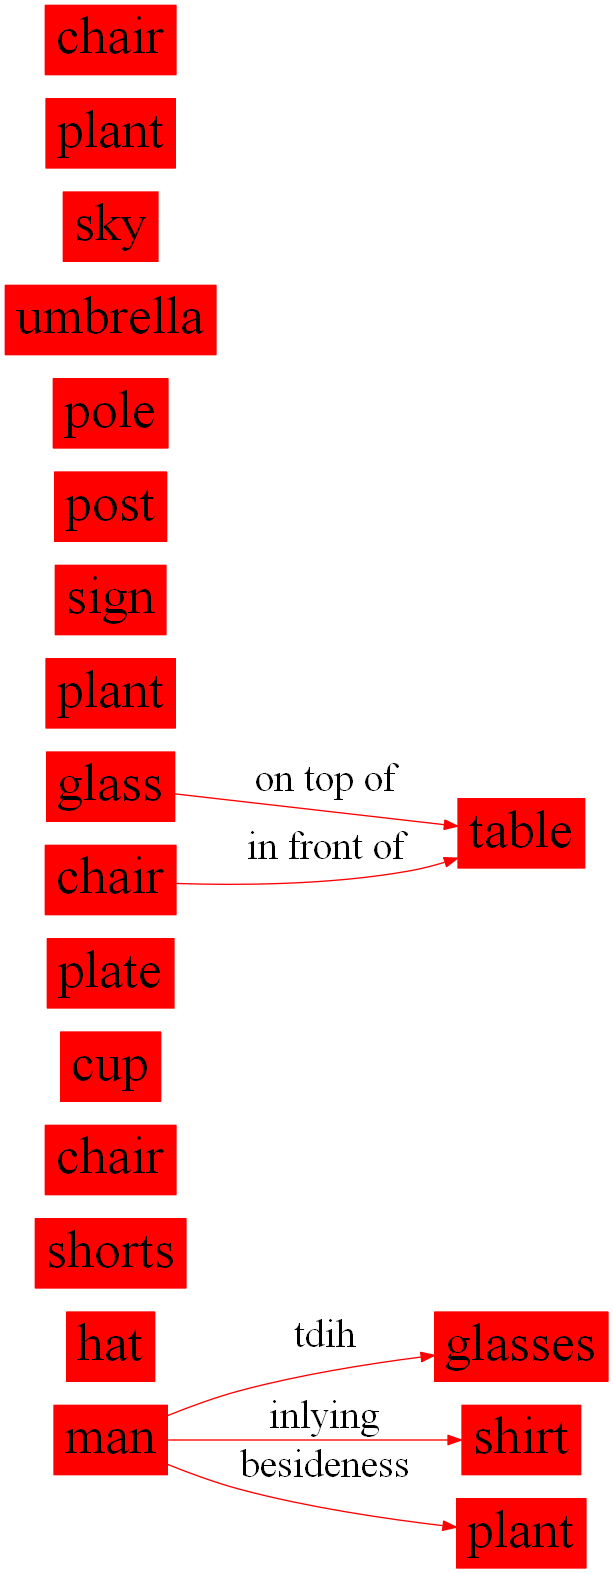 chair
plant
sky
umbrella
pole
post
sign
plant
glass
on top of
table
chair
in front of
plate
cup
chair
shorts
hat
tdih
glasses
man
inlying
shirt
besideness
plant